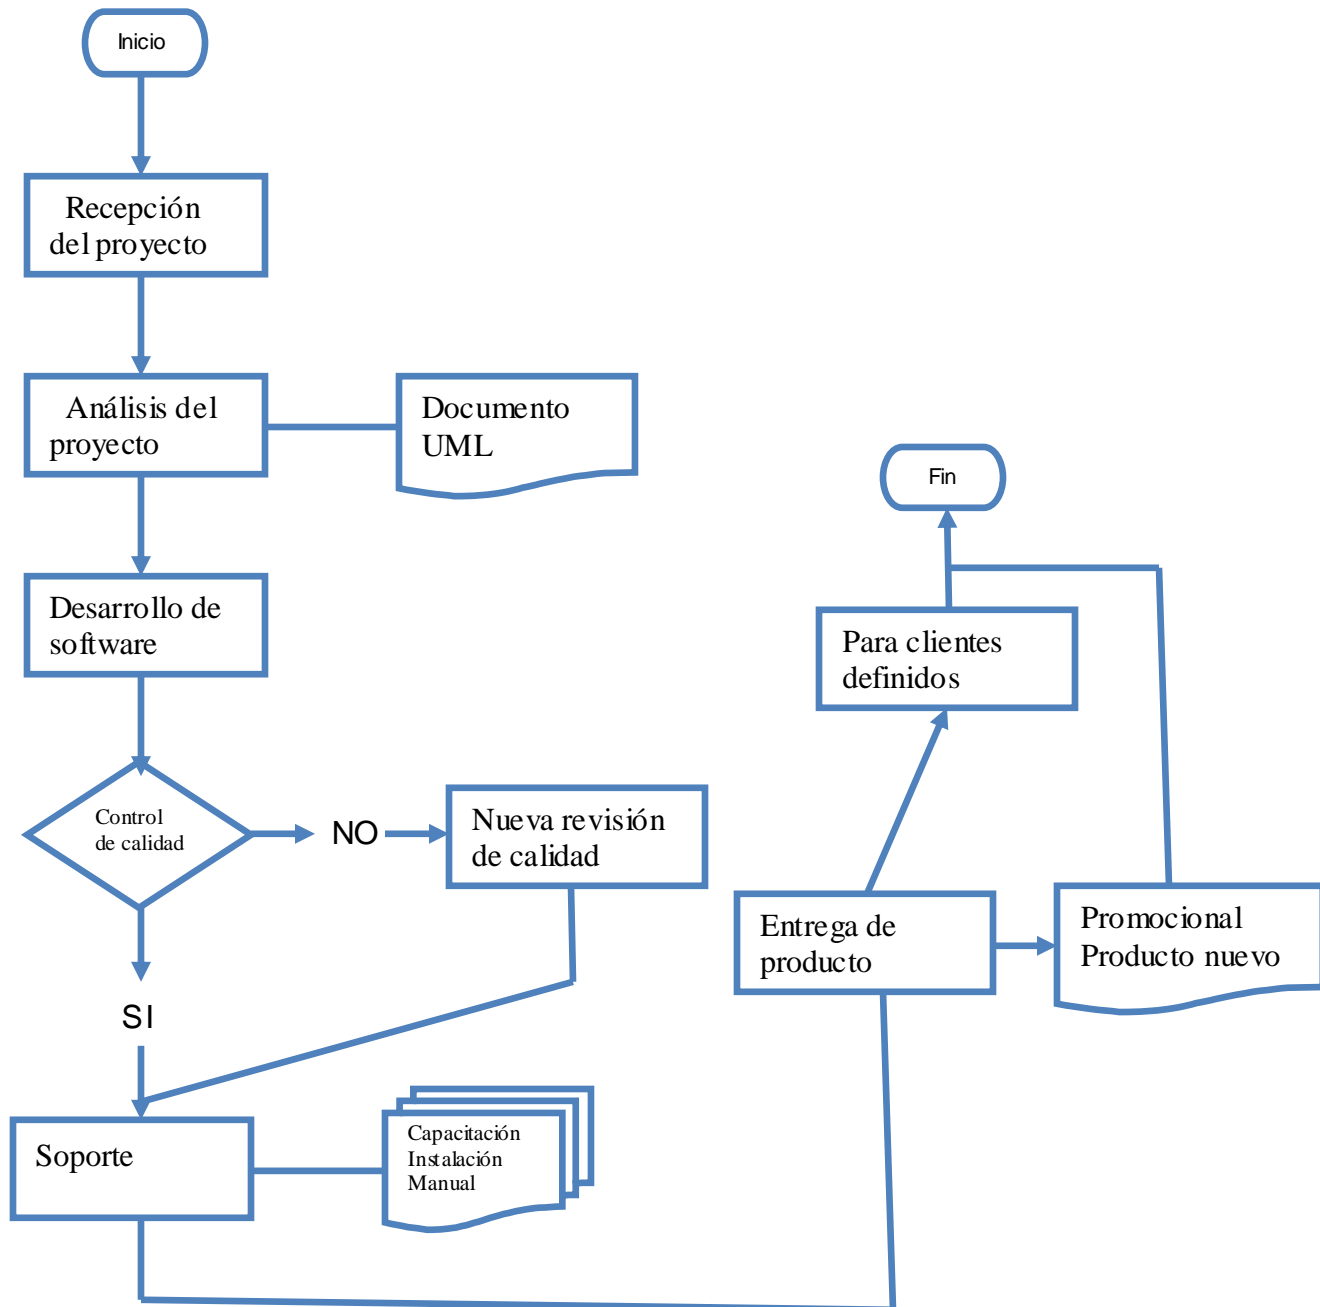 Inicio
Recepción
del proyecto
Análisis del
proyecto
Documento
UML
Desarrollo de
software
Control
de calidad
NO
Nueva revisión
de calidad
SI
Soporte
Capacitación
Instalación
Manual
Fin
Para clientes
definidos
Entrega de
producto
Promocional
Producto nuevo